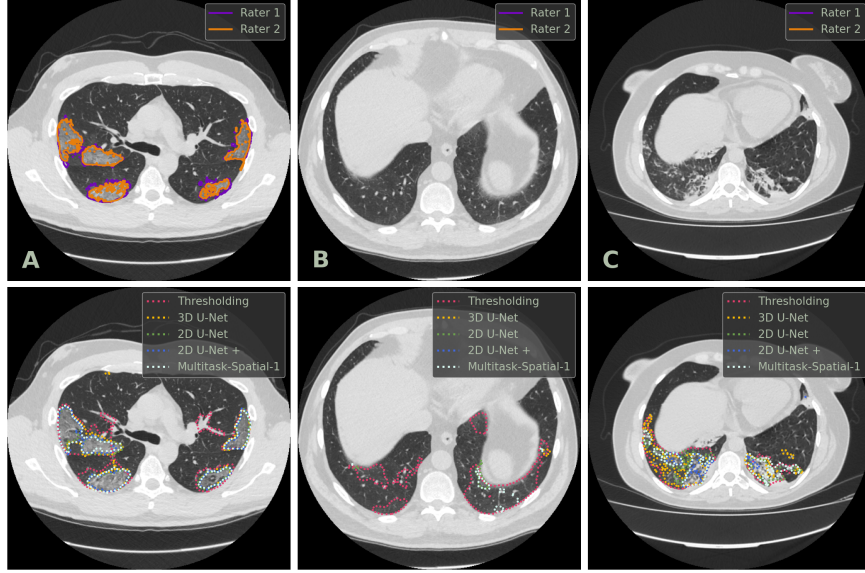 Rater 1
Rater 2
Rater 1
Rater 2
Rater 1
Rater 2
A
B
C
Thresholding
3D U-Net
2D U-Net
2D U-Net +
Multitask-Spatial-1
Thresholding
3D U-Net
2D U-Net
2D U-Net +
Multitask-Spatial-1
Thresholding
3D U-Net
2D U-Net
2D U-Net +
Multitask-Spatial-1